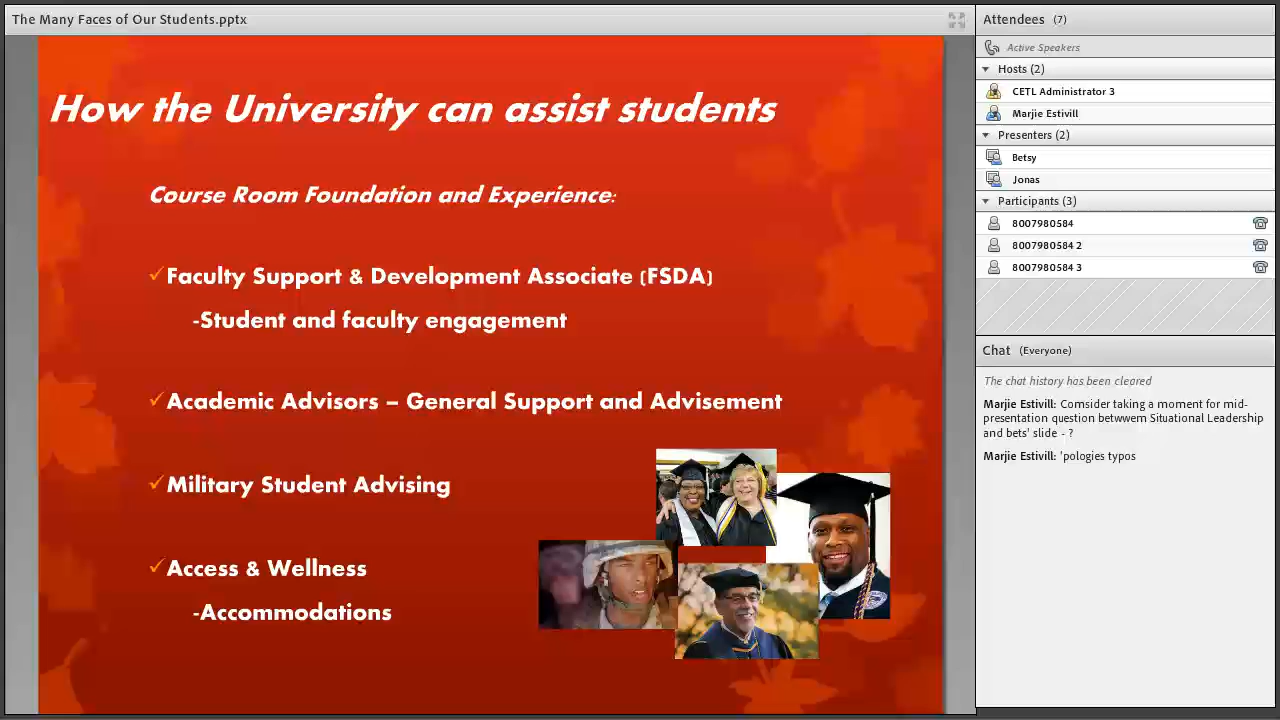 The Many Faces of Our Students.pptx
How the University can assist students
Course Room Foundation and Experience:
✓Faculty Support & Development Associate (FSDA)
-Student and faculty engagement
✓Academic Advisors – General Support and Advisement
✓Military Student Advising
✓Access & Wellness
-Accommodations
Attendees (7)
Active Speakers
Hosts (2)
CETL Administrator 3
Marjie Estivill
Presenters (2)
Betsy
Jonas
Participants (3)
8007980584
8007980584 2
8007980584 3
Chat (Everyone)
The chat history has been cleared
Marjie Estivill: Comsider taking a moment for mid-
presentation question betwwem Situational Leadership
and bets' slide - ?
Marjie Estivill: 'pologies typos